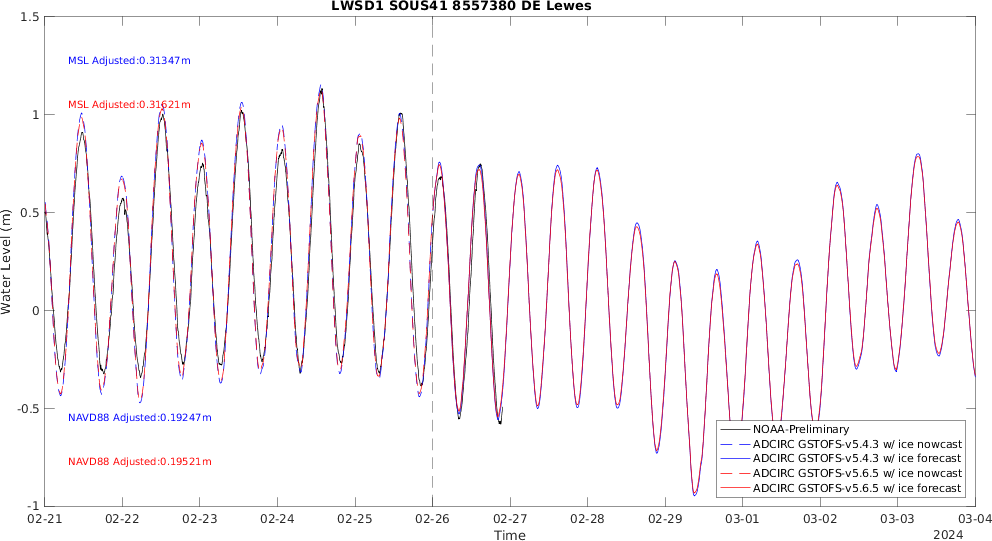 LWSD1 SOUS41 8557380 DE Lewes
1.5
1
0.5
0
-0.5
-1
Water Level (m)
MSL Adjusted:0.31347m
MSL Adjusted:0.31621m
NAVD88 Adjusted:0.19247m
NAVD88 Adjusted:0.19521m
NOAA-Preliminary
ADCIRC GSTOFS-v5.4.3 w/ ice nowcast
ADCIRC GSTOFS-v5.4.3 w/ ice forecast
ADCIRC GSTOFS-v5.6.5 w/ ice nowcast
ADCIRC GSTOFS-v5.6.5 w/ ice forecast
02-21 02-22 02-23 02-24 02-25 02-26 02-27 02-28 02-29 03-01 03-02 03-03 03-04
Time
2024